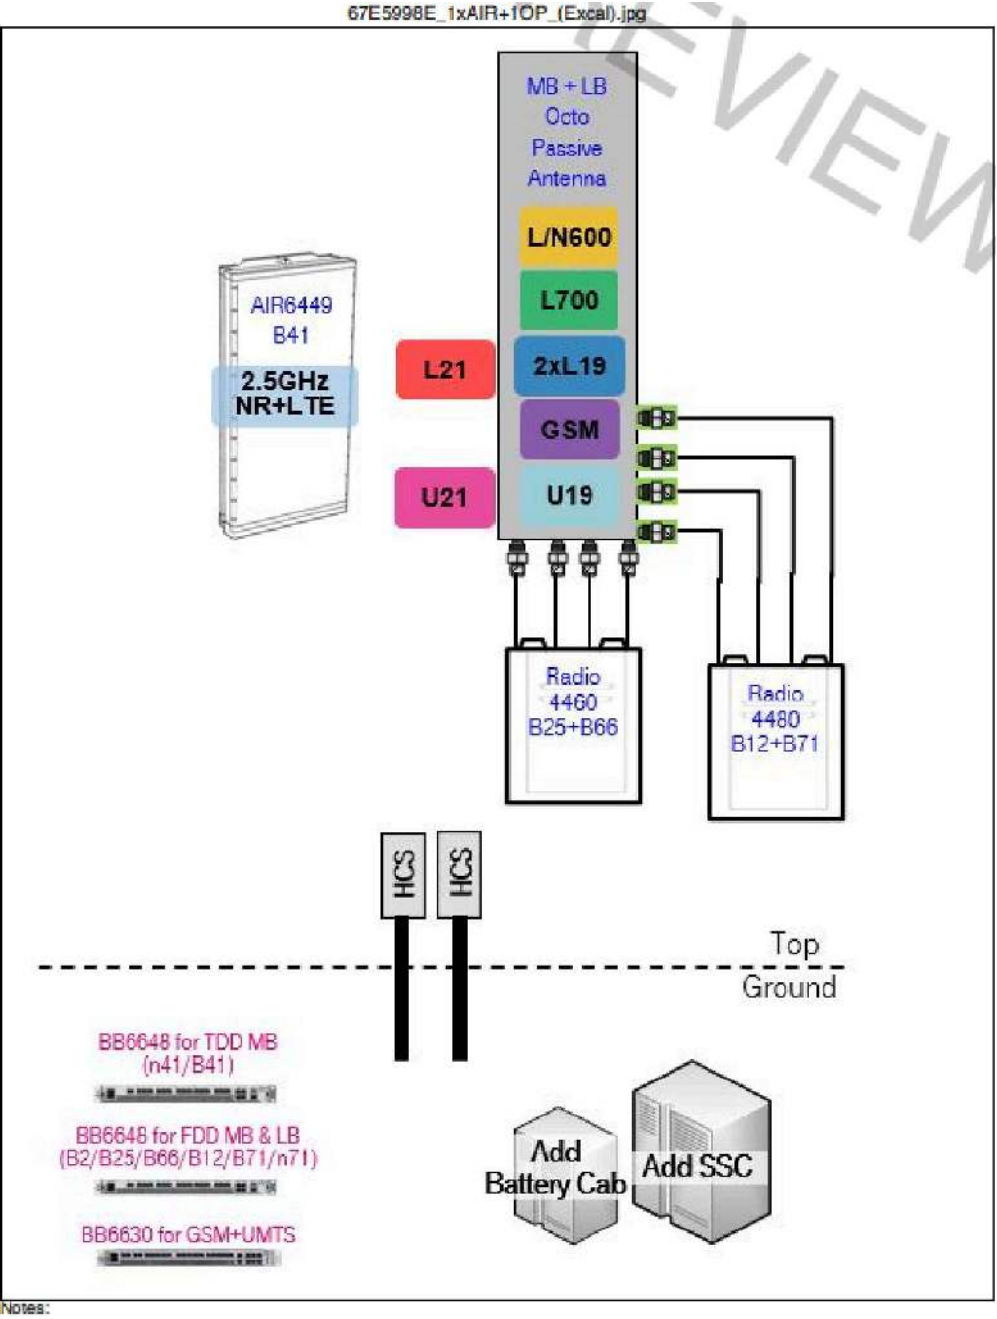 67E5998E_1xAIR+1OP_(Excal).jpg
MB + LB
Octo
Passive
Antenna
L/N600
L700
AIR6449
B41
2.5GHz
NR+LTE
L21
2xL19
GSM
U21
U19
Radio
4460
B25+B66
Radio
4480
B12+B71
HCS
HCS
Top
Ground
BB6648 for TDD MB
(n41/B41)
BB6648 for FDD MB & LB
(B2/B25/B66/B12/B71/n71)
BB6630 for GSM+UMTS
Add
Battery Cab
Add SSC
Notes: